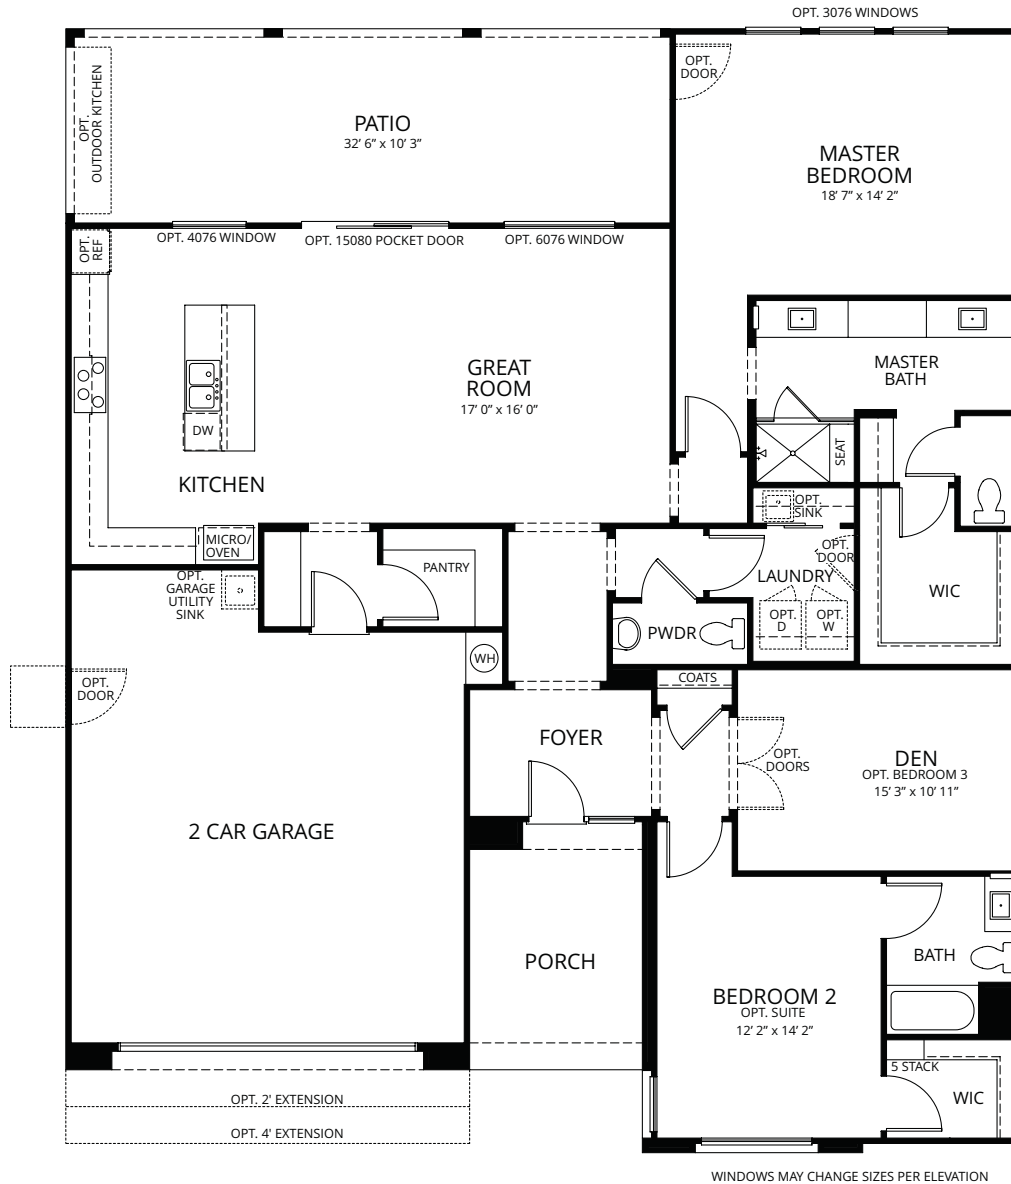 OPT. 3076 WINDOWS
OPT.
DOOR
OPT.
OUTDOOR KITCHEN
PATIO
32' 6" x 10' 3"
MASTER
BEDROOM
18' 7" x 14' 2"
OPT.
REF
OPT. 4076 WINDOW
OPT. 15080 POCKET DOOR
OPT. 6076 WINDOW
GREAT
ROOM
17' 0" x 16' 0"
MASTER
BATH
DW
SEAT
KITCHEN
OPT.
SINK
MICRO/
OVEN
OPT.
DOOR
PANTRY
LAUNDRY
OPT.
GARAGE
UTILITY
SINK
WIC
OPT.
D
OPT.
W
PWDR
WH
COATS
OPT.
DOOR
FOYER
OPT.
DOORS
DEN
OPT. BEDROOM 3
15' 3" x 10' 11"
2 CAR GARAGE
PORCH
BATH
BEDROOM 2
OPT. SUITE
12' 2" x 14' 2"
5 STACK
WIC
OPT. 2' EXTENSION
OPT. 4' EXTENSION
WINDOWS MAY CHANGE SIZES PER ELEVATION